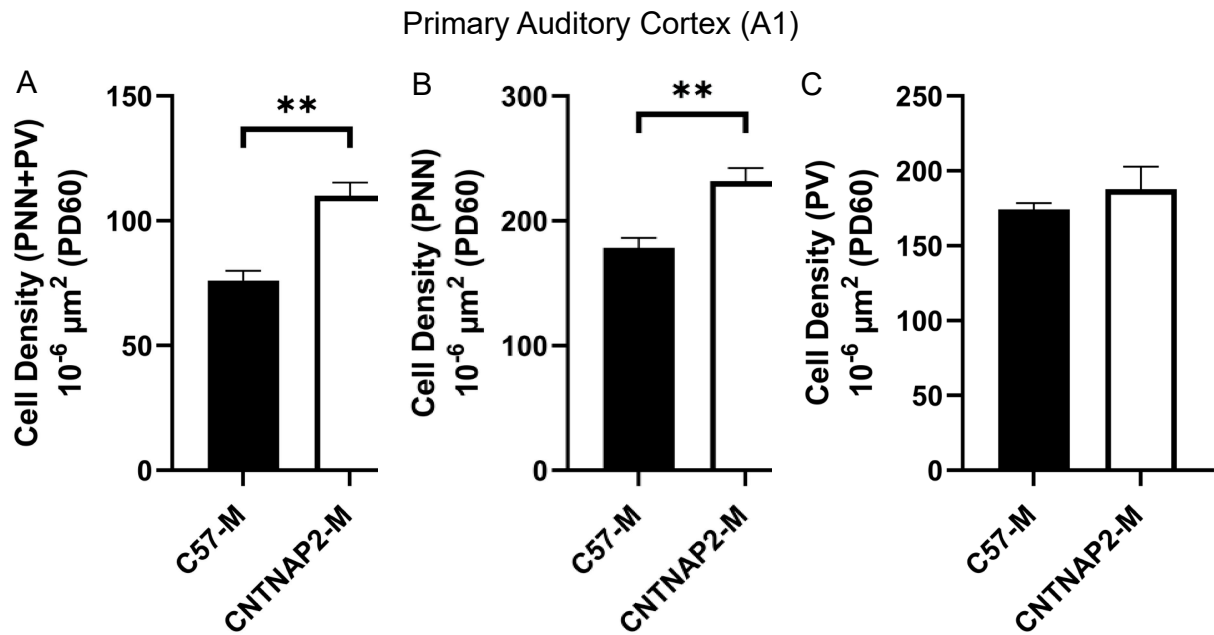 Primary Auditory Cortex (A1)
A
Cell Density (PNN+PV)
10⁻⁶ µm² (PD60)
150
100
50
0
**
C57-M
CNTNAP2-M
B
Cell Density (PNN)
10⁻⁶ µm² (PD60)
300
200
100
0
**
C57-M
CNTNAP2-M
C
Cell Density (PV)
10⁻⁶ µm² (PD60)
250
200
150
100
50
0
C57-M
CNTNAP2-M